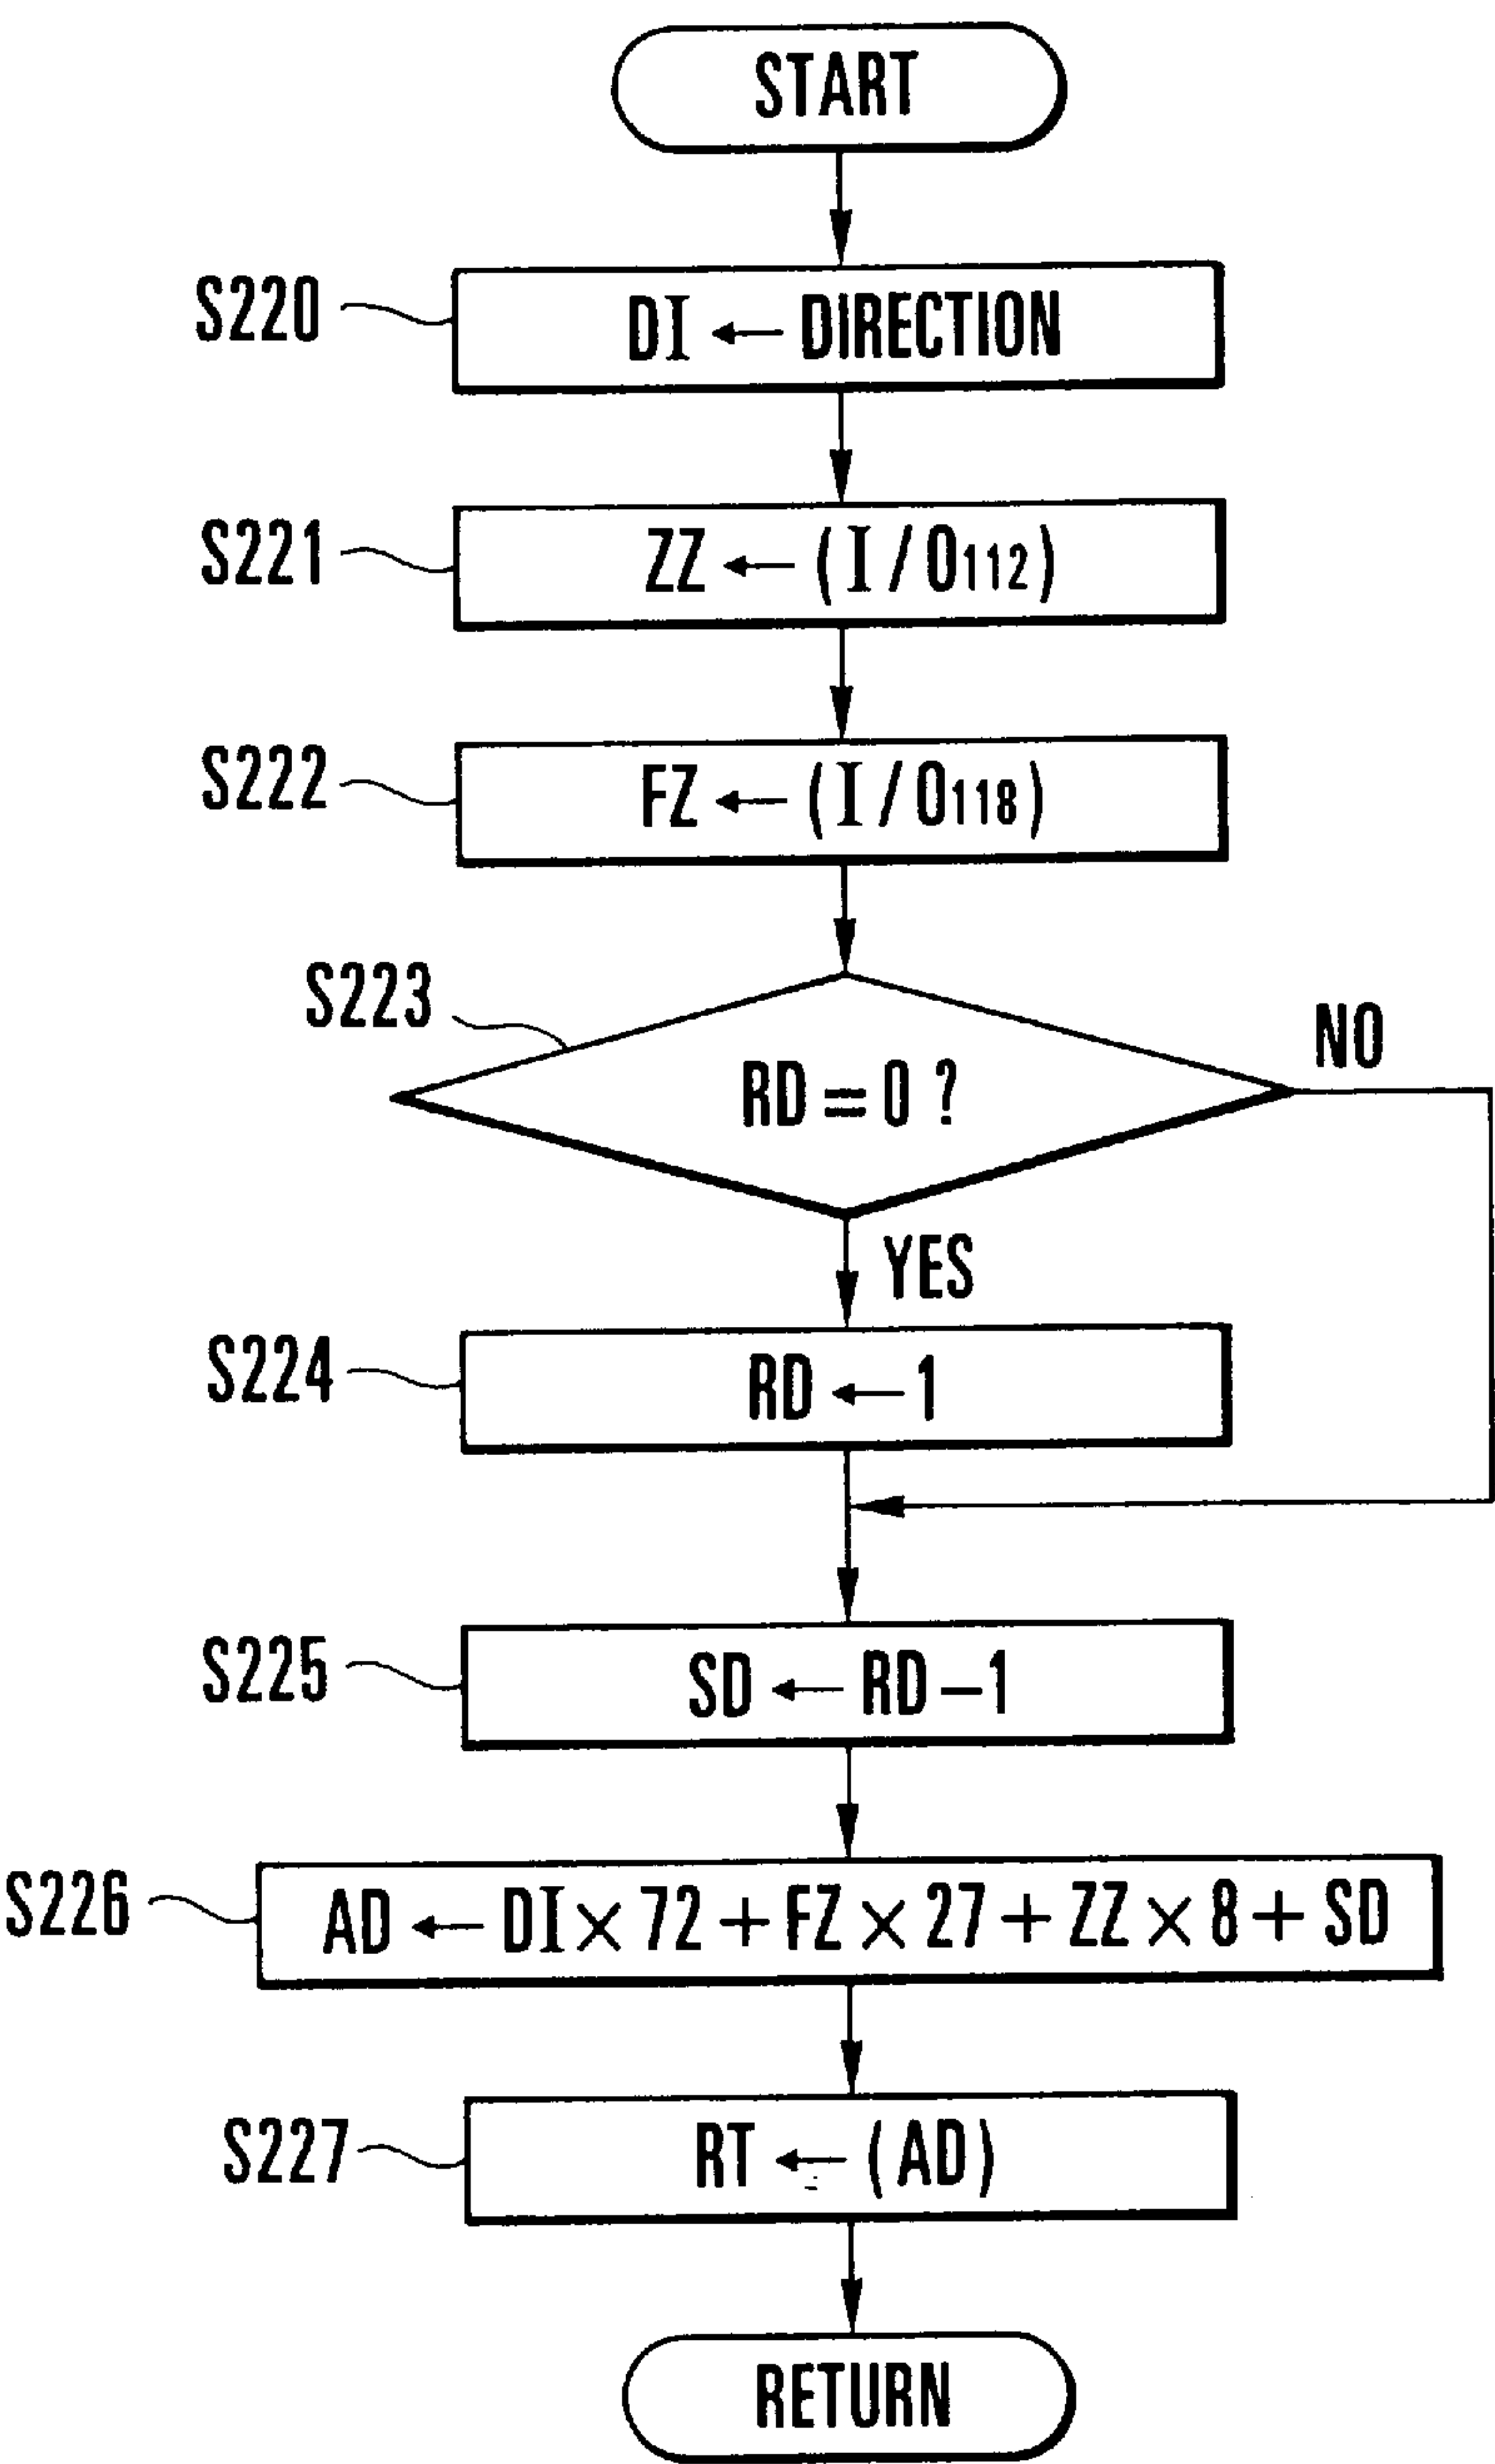 START
S220
DI ← DIRECTION
S221
ZZ ← (I/O112)
S222
FZ ← (I/O118)
S223
RD = 0 ?
NO
YES
S224
RD ← 1
S225
SD ← RD − 1
S226
AD ← DI × 72 + FZ × 27 + ZZ × 8 + SD
S227
RT ← (AD)
RETURN